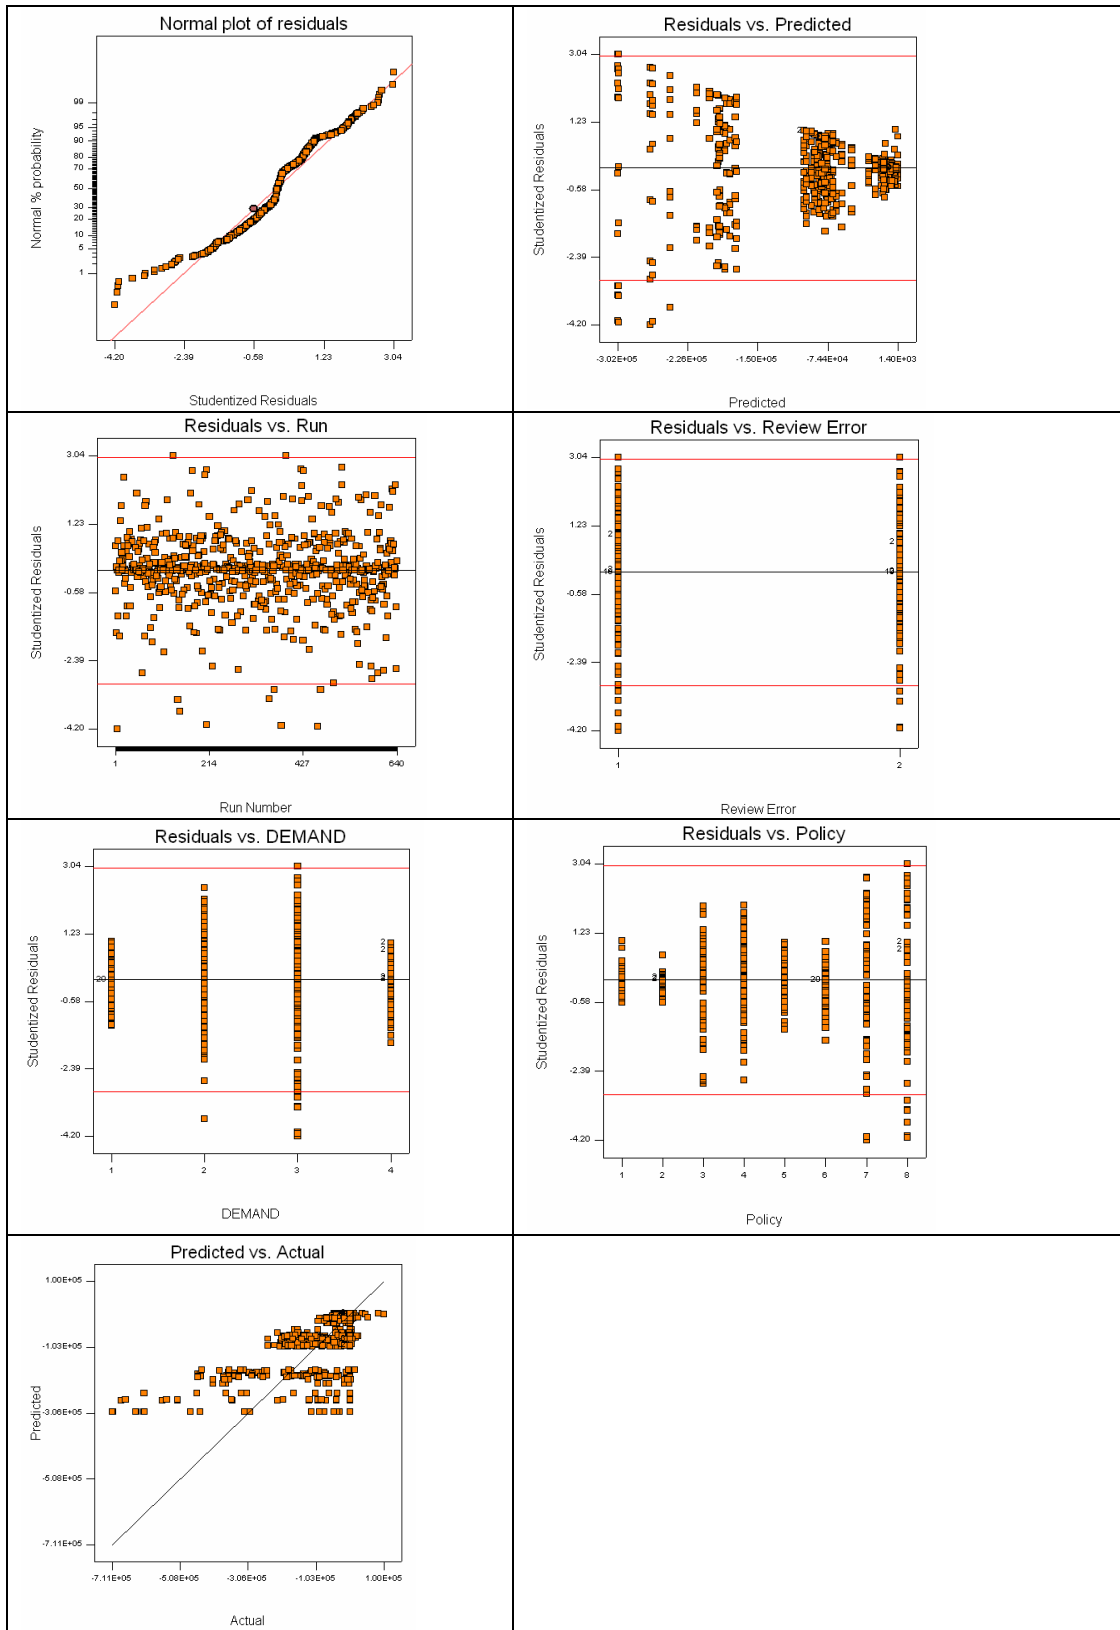 Normal plot of residuals
Normal % probability
99
95
90
80
70
50
30
20
10
5
1
-4.20
-2.39
-0.58
1.23
3.04
Studentized Residuals
Residuals vs. Predicted
Studentized Residuals
3.04
1.23
-0.58
-2.39
-4.20
2
-3.02E+05
-2.26E+05
-1.50E+05
-7.44E+04
1.40E+03
Predicted
Residuals vs. Run
Studentized Residuals
3.04
1.23
-0.58
-2.39
-4.20
1
214
427
640
Run Number
Residuals vs. Review Error
Studentized Residuals
3.04
1.23
-0.58
-2.39
-4.20
2
2
1
2
Review Error
Residuals vs. DEMAND
Studentized Residuals
3.04
1.23
-0.58
-2.39
-4.20
20
2
2
1
2
3
4
DEMAND
Residuals vs. Policy
Studentized Residuals
3.04
1.23
-0.58
-2.39
-4.20
20
2
2
1
2
3
4
5
6
7
8
Policy
Predicted vs. Actual
Predicted
1.00E+05
-1.03E+05
-3.06E+05
-5.08E+05
-7.11E+05
-7.11E+05
-5.08E+05
-3.06E+05
-1.03E+05
1.00E+05
Actual